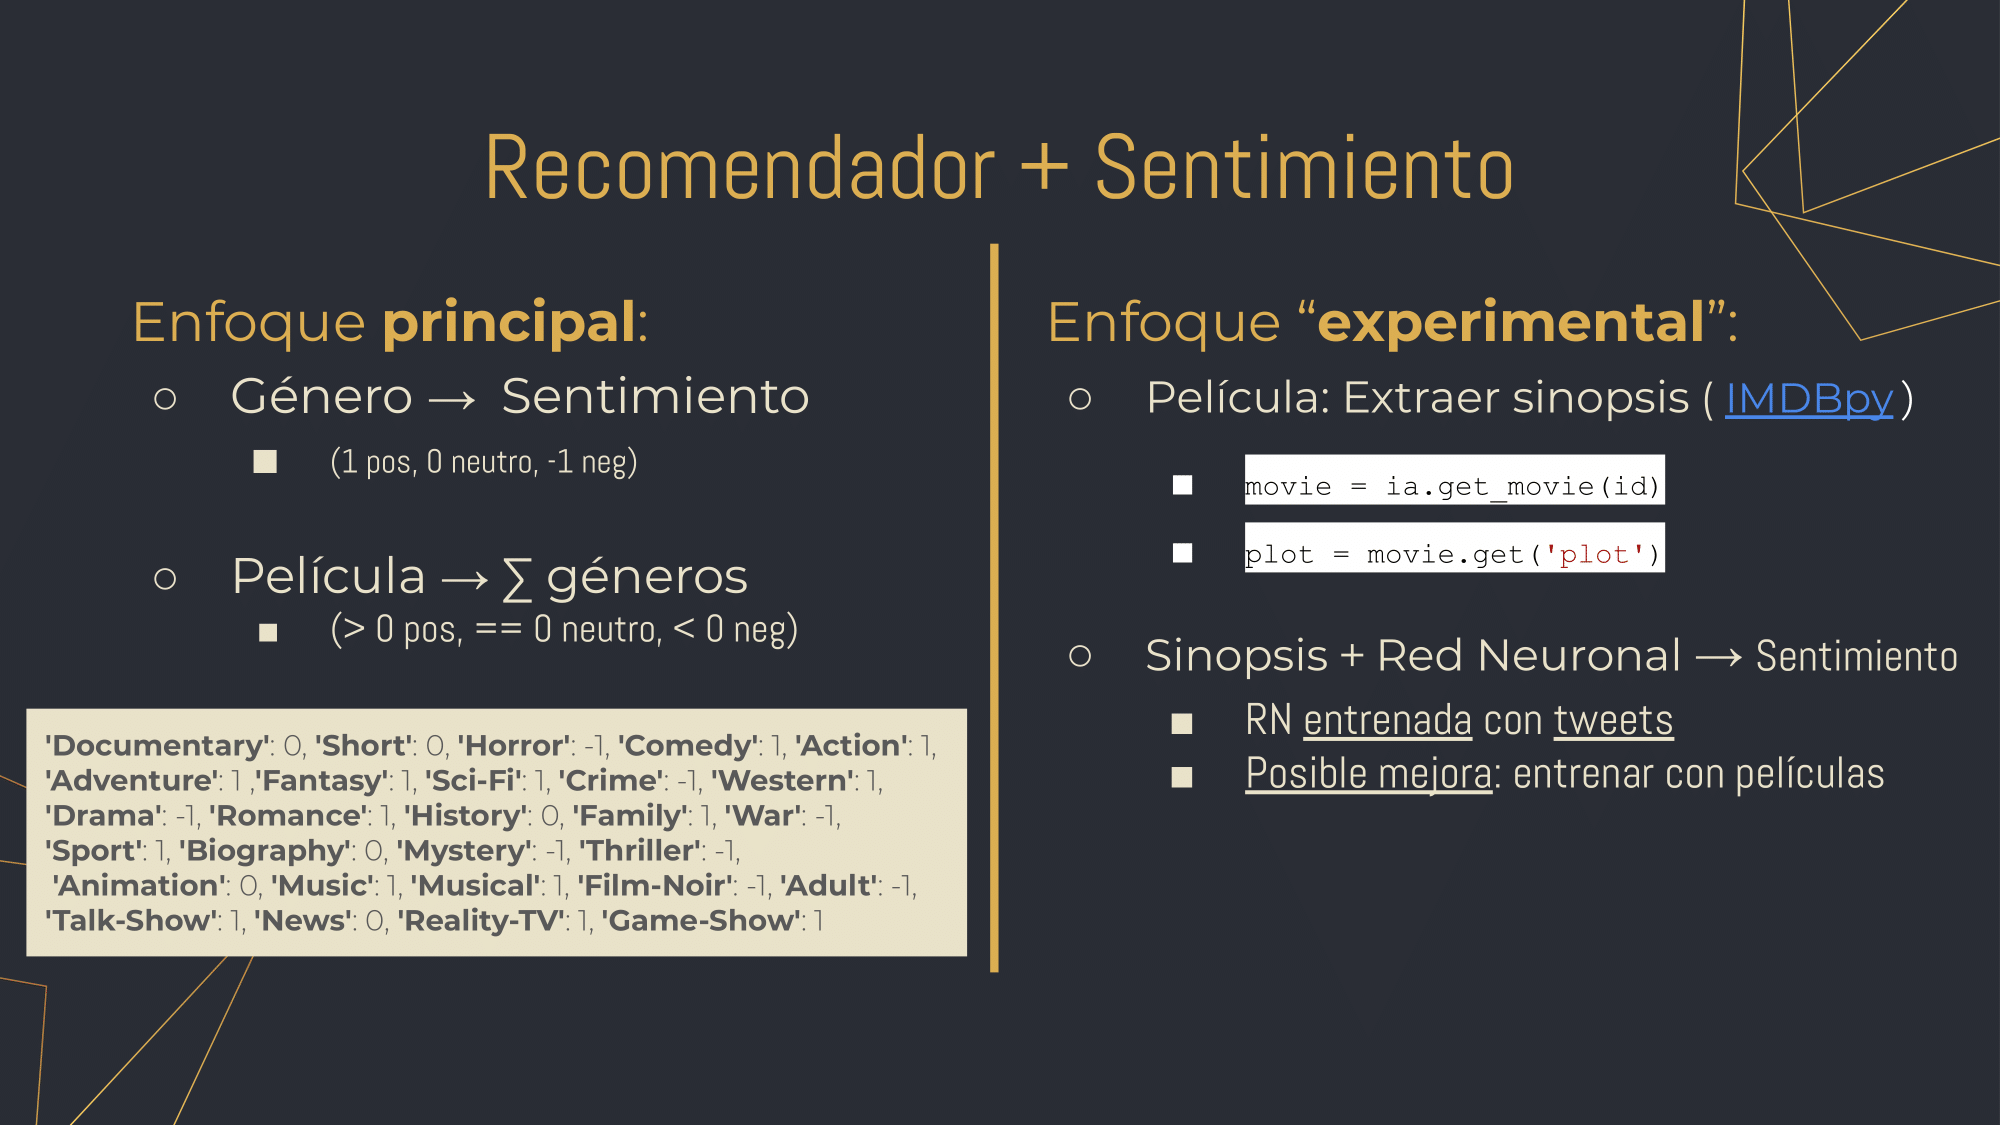 Recomendador + Sentimiento
Enfoque principal:
○ Género → Sentimiento
■ (1 pos, 0 neutro, -1 neg)
○ Película → ∑ géneros
■ (> 0 pos, == 0 neutro, < 0 neg)
'Documentary': 0, 'Short': 0, 'Horror': -1, 'Comedy': 1, 'Action': 1,
'Adventure': 1 ,'Fantasy': 1, 'Sci-Fi': 1, 'Crime': -1, 'Western': 1,
'Drama': -1, 'Romance': 1, 'History': 0, 'Family': 1, 'War': -1,
'Sport': 1, 'Biography': 0, 'Mystery': -1, 'Thriller': -1,
'Animation': 0, 'Music': 1, 'Musical': 1, 'Film-Noir': -1, 'Adult': -1,
'Talk-Show': 1, 'News': 0, 'Reality-TV': 1, 'Game-Show': 1
Enfoque “experimental”:
○ Película: Extraer sinopsis ( IMDBpy )
■ movie = ia.get_movie(id)
■ plot = movie.get('plot')
○ Sinopsis + Red Neuronal → Sentimiento
■ RN entrenada con tweets
■ Posible mejora: entrenar con películas